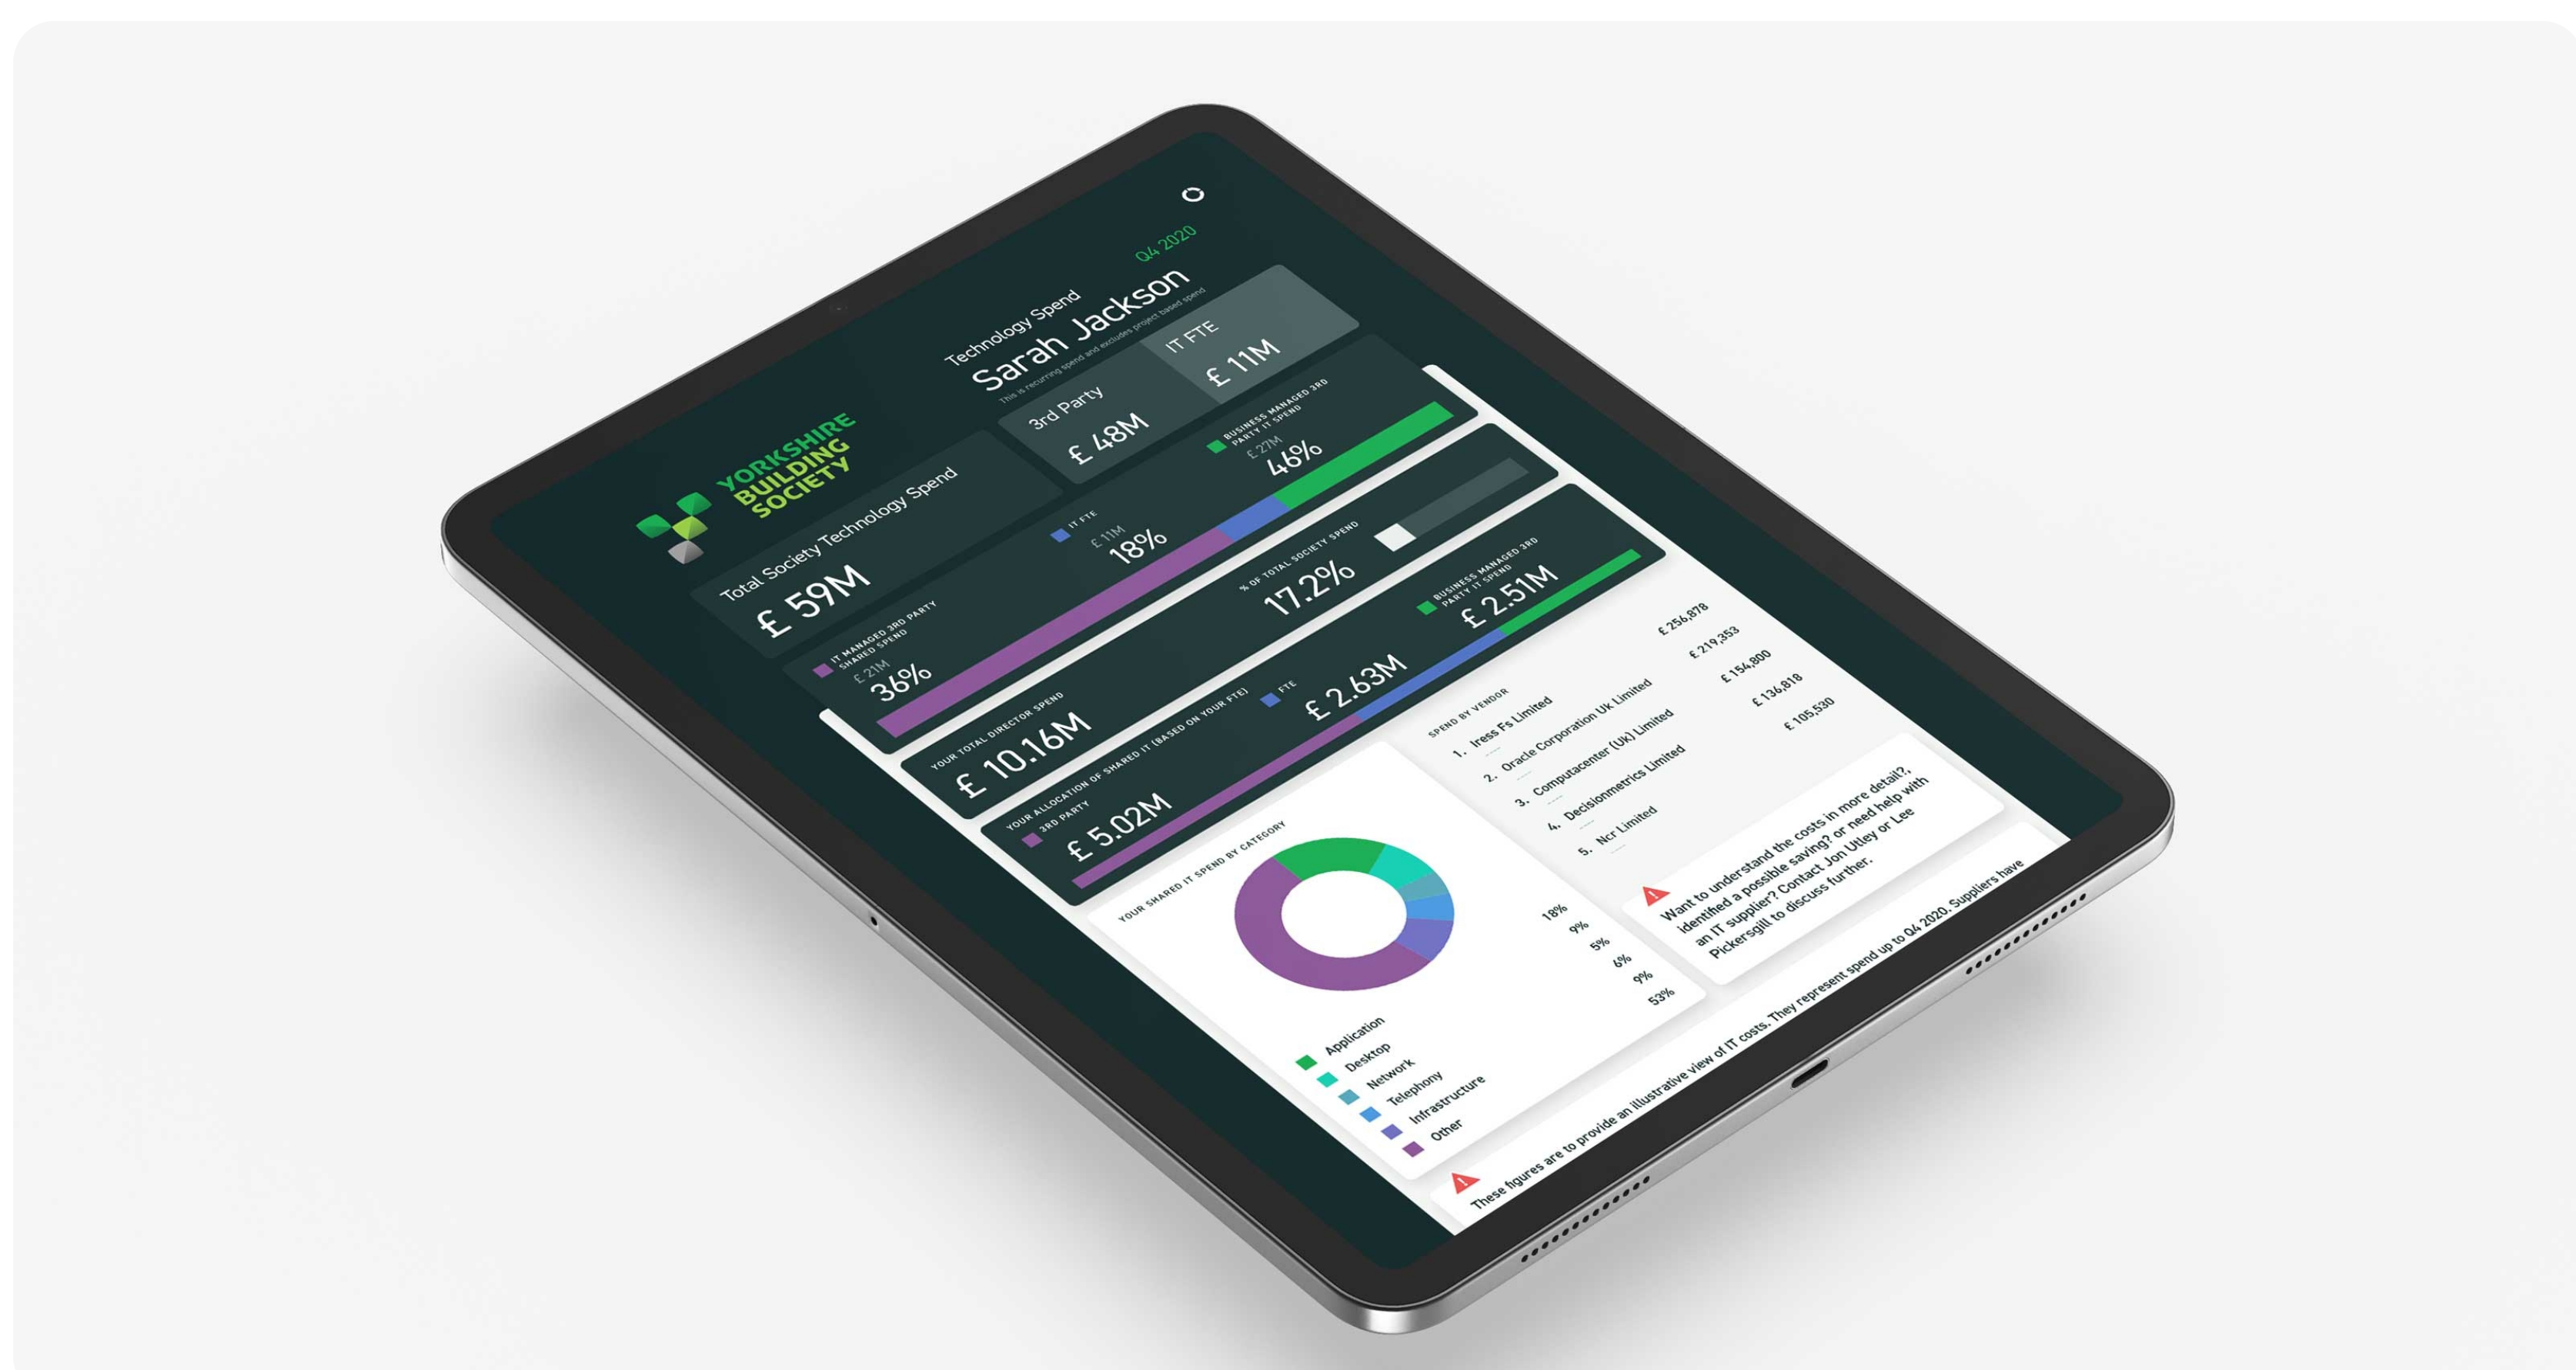 Q4 2020
YORKSHIRE
BUILDING
SOCIETY
Technology Spend
Sarah Jackson
This is recurring spend and excludes project based spend
Total Society Technology Spend
£ 59M
3rd Party
£ 48M
IT FTE
£ 11M
IT MANAGED 3RD PARTY
SHARED SPEND
£ 21M
36%
IT FTE
£ 11M
18%
BUSINESS MANAGED 3RD
PARTY IT SPEND
£ 27M
46%
YOUR TOTAL DIRECTOR SPEND
£ 10.16M
% OF TOTAL SOCIETY SPEND
17.2%
YOUR ALLOCATION OF SHARED IT (BASED ON YOUR FTE)
3RD PARTY
£ 5.02M
FTE
£ 2.63M
BUSINESS MANAGED 3RD
PARTY IT SPEND
£ 2.51M
YOUR SHARED IT SPEND BY CATEGORY
Application 18%
Desktop 9%
Network 5%
Telephony 6%
Infrastructure 9%
Other 53%
SPEND BY VENDOR
1. Iress Fs Limited £ 256,878
2. Oracle Corporation Uk Limited £ 219,353
3. Computacenter (Uk) Limited £ 154,800
4. Decisionmetrics Limited £ 136,818
5. Ncr Limited £ 105,530
Want to understand the costs in more detail?,
identified a possible saving? or need help with
an IT supplier? Contact Jon Utley or Lee
Pickersgill to discuss further.
These figures are to provide an illustrative view of IT costs. They represent spend up to Q4 2020. Suppliers have